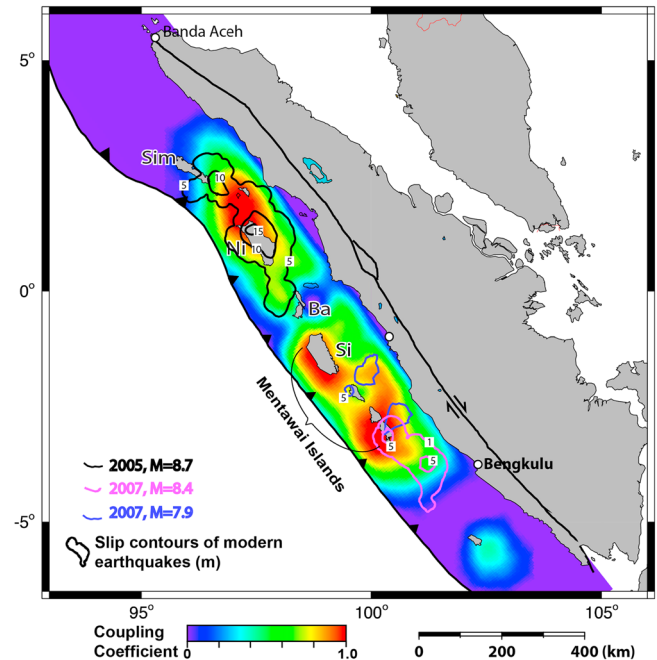 Banda Aceh
5°
Sim
10
5
15
Ni
10
5
0°
Ba
Si
5
Mentawai Islands
1
5
5
Bengkulu
2005, M=8.7
2007, M=8.4
2007, M=7.9
Slip contours of modern
earthquakes (m)
5°
95°
100°
105°
Coupling
Coefficient
0
1.0
0
200
400 (km)